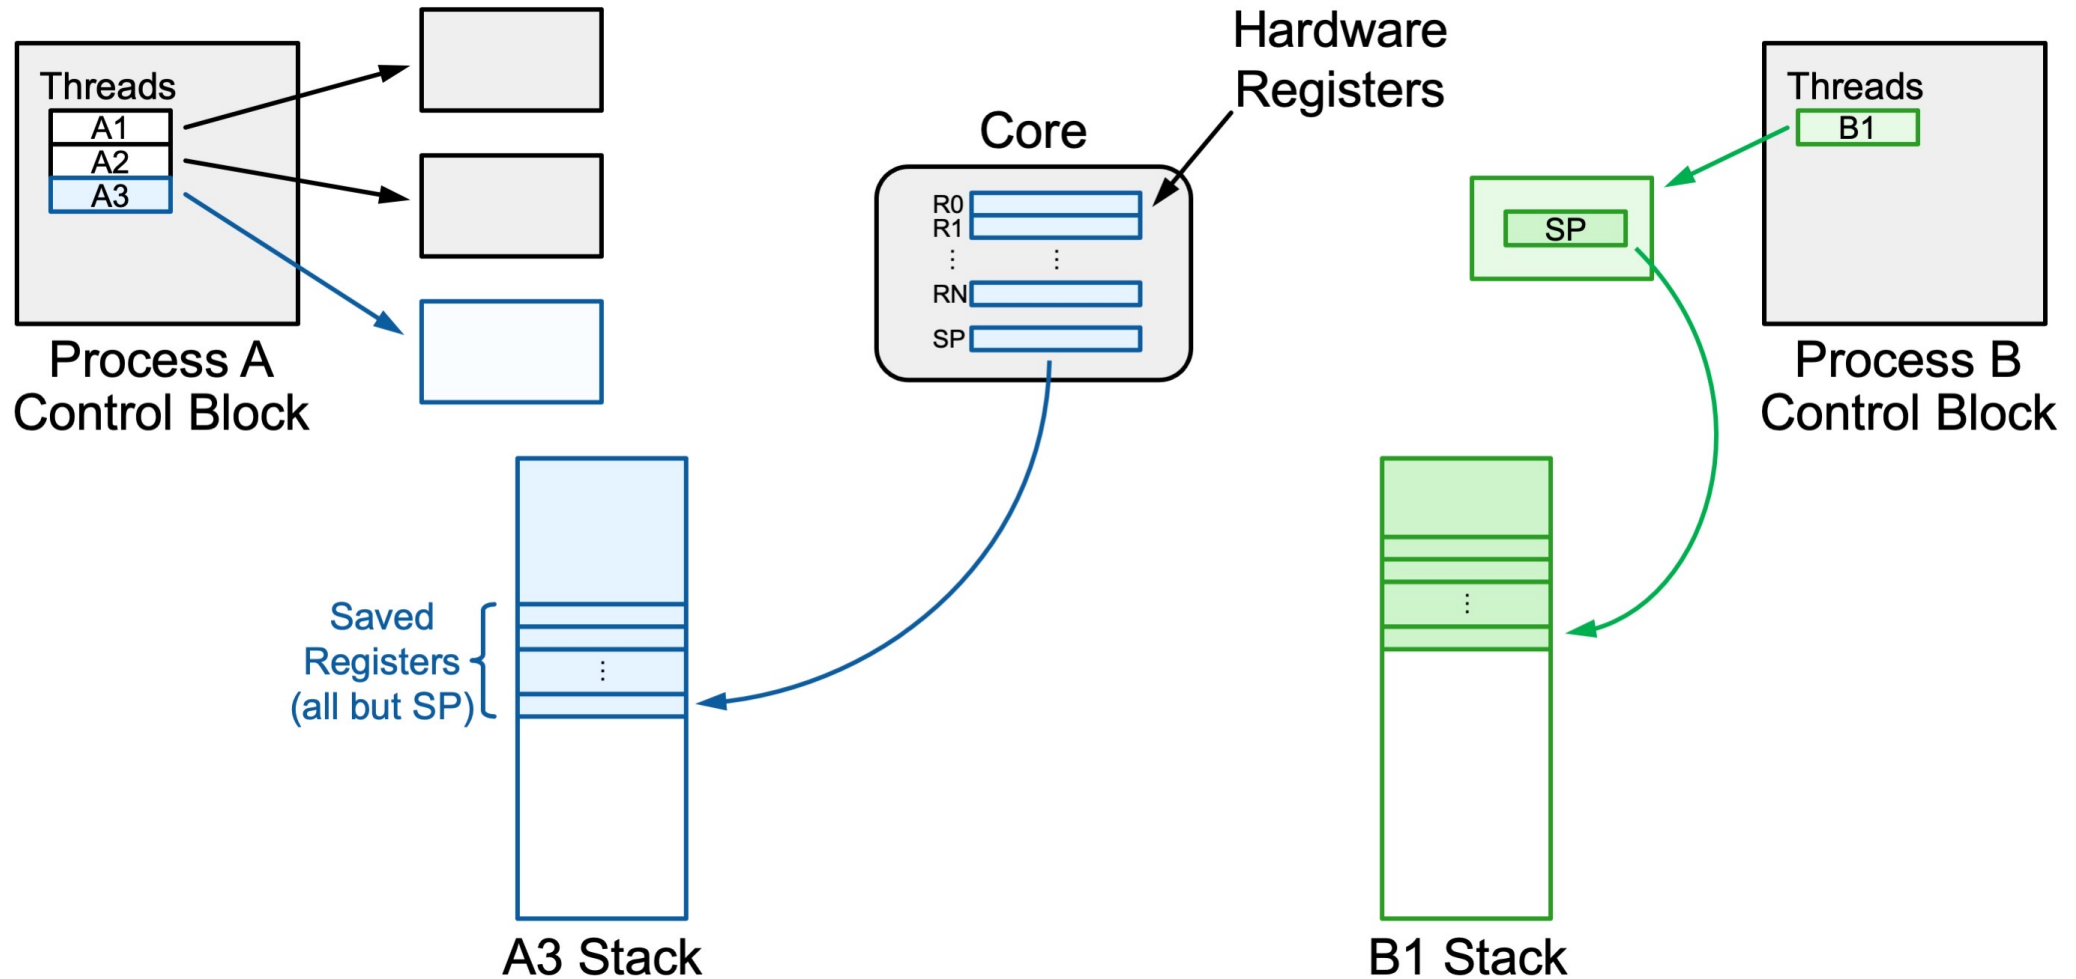 Threads
A1
A2
A3
Process A
Control Block
Hardware
Registers
Core
R0
R1
⋮ ⋮
RN
SP
Threads
B1
SP
Process B
Control Block
Saved
Registers
(all but SP)
⋮
A3 Stack
⋮
B1 Stack